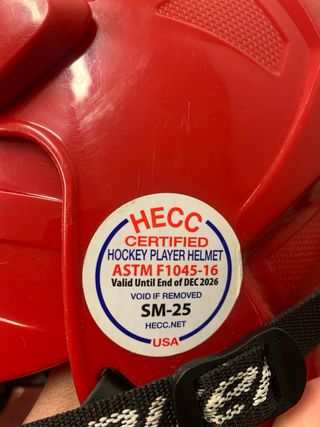 HECC
CERTIFIED
HOCKEY PLAYER HELMET
ASTM F1045-16
Valid Until End of DEC 2026
VOID IF REMOVED
SM-25
HECC.NET
USA